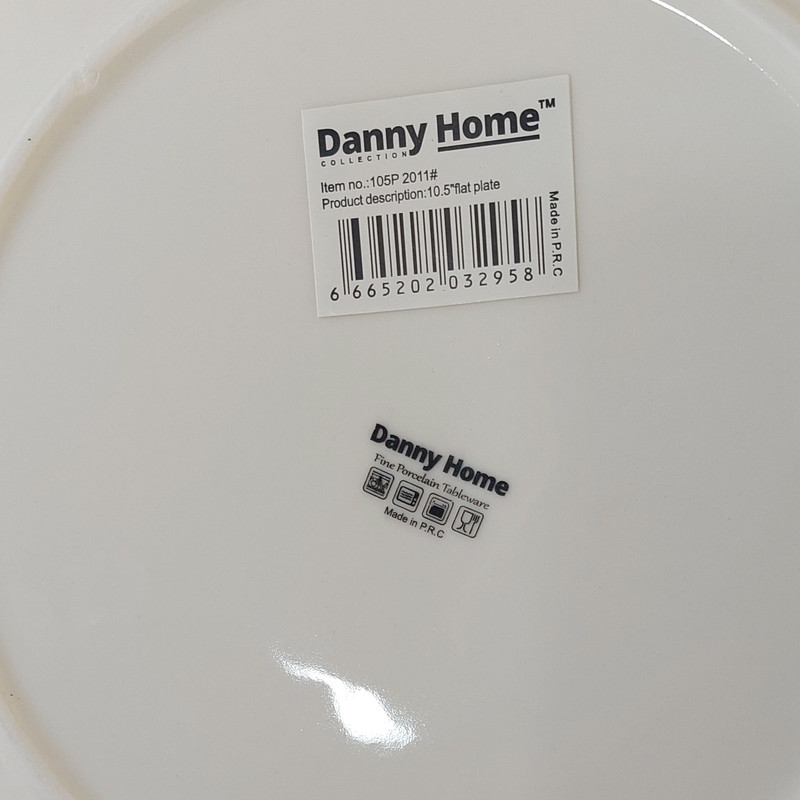 Danny Home™
COLLECTION
Item no.:105P 2011#
Product description:10.5"flat plate
Made in P.R.C
6 665202 032958
Danny Home
Fine Porcelain Tableware
Made in P.R.C